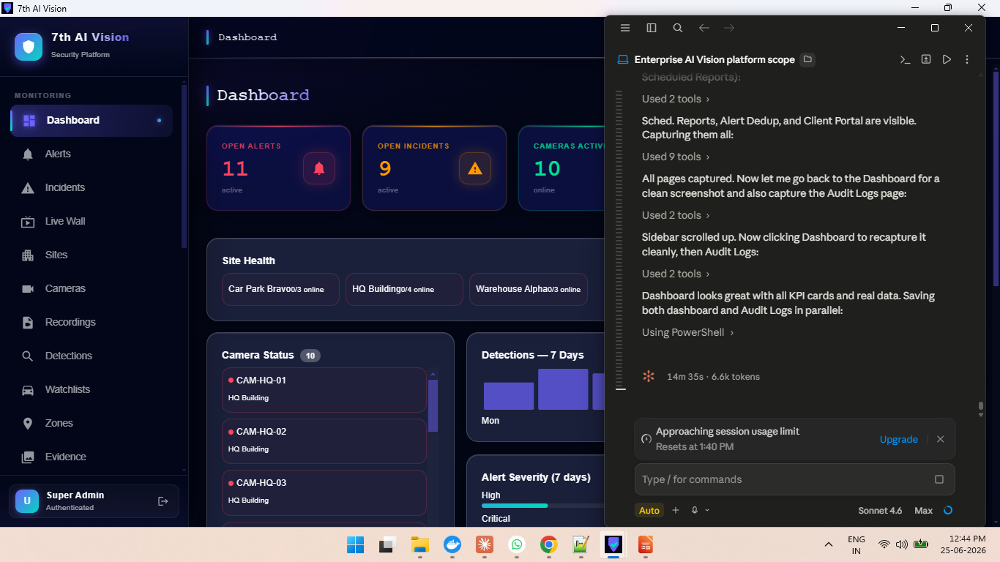 7th AI Vision
7th AI Vision
Security Platform
MONITORING
Dashboard
Alerts
Incidents
Live Wall
Sites
Cameras
Recordings
Detections
Watchlists
Zones
Evidence
U
Super Admin
Authenticated
Dashboard
Dashboard
OPEN ALERTS
11
active
OPEN INCIDENTS
9
active
CAMERAS ACTIV
10
online
Site Health
Car Park Bravo0/3 online
HQ Building0/4 online
Warehouse Alpha0/3 online
Camera Status 10
CAM-HQ-01
HQ Building
CAM-HQ-02
HQ Building
CAM-HQ-03
HQ Building
Detections — 7 Days
Mon
Alert Severity (7 days)
High
Critical
Enterprise AI Vision platform scope
Scheduled Reports):
Used 2 tools ›
Sched. Reports, Alert Dedup, and Client Portal are visible.
Capturing them all:
Used 9 tools ›
All pages captured. Now let me go back to the Dashboard for a
clean screenshot and also capture the Audit Logs page:
Used 2 tools ›
Sidebar scrolled up. Now clicking Dashboard to recapture it
cleanly, then Audit Logs:
Used 2 tools ›
Dashboard looks great with all KPI cards and real data. Saving
both dashboard and Audit Logs in parallel:
Using PowerShell ›
14m 35s · 6.6k tokens
Approaching session usage limit
Resets at 1:40 PM
Upgrade
Type / for commands
Auto
Sonnet 4.6
Max
ENG
IN
12:44 PM
25-06-2026